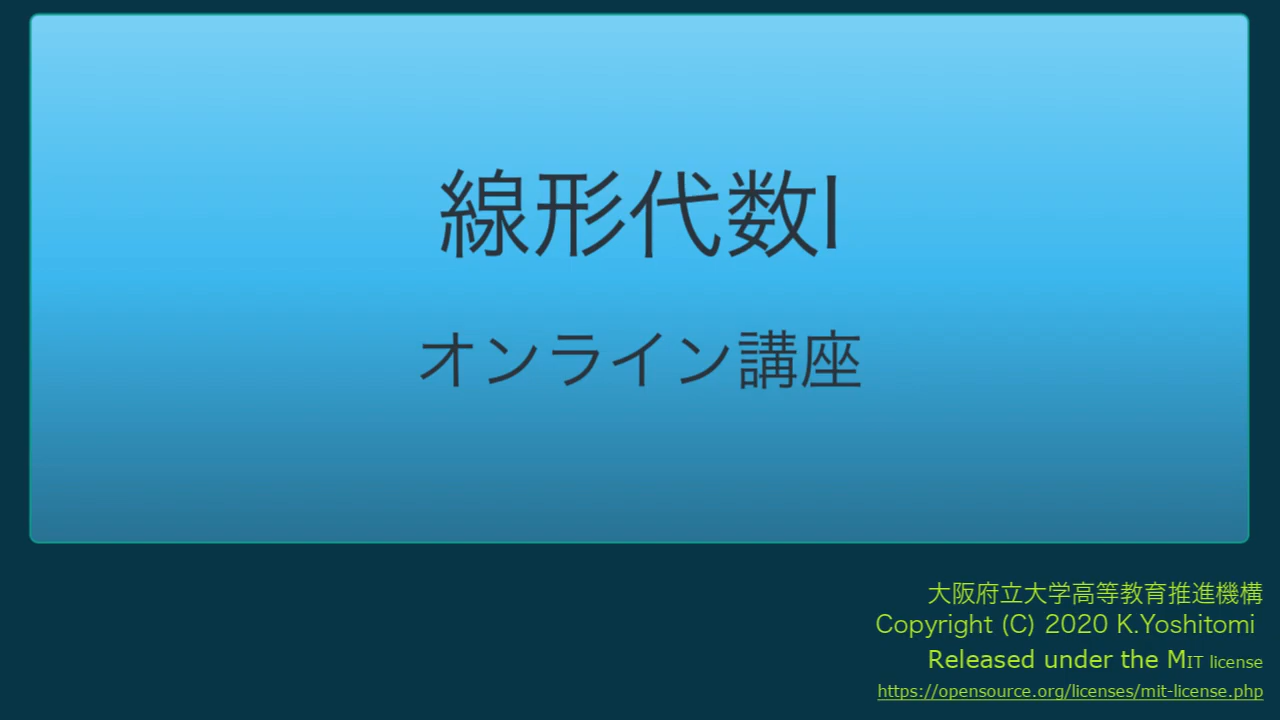 線形代数I
オンライン講座
大阪府立大学高等教育推進機構
Copyright (C) 2020 K.Yoshitomi
Released under the MIT license
https://opensource.org/licenses/mit-license.php